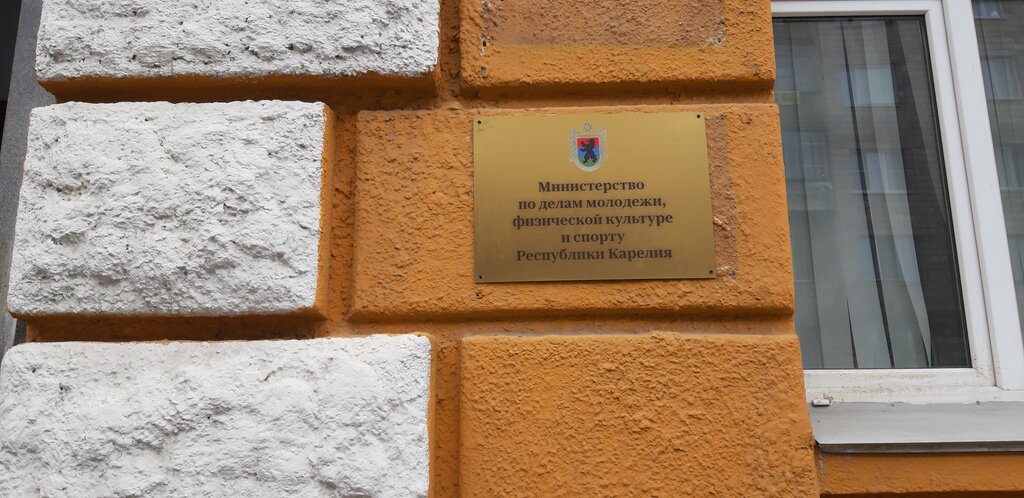 Министерство
по делам молодежи,
физической культуре
и спорту
Республики Карелия